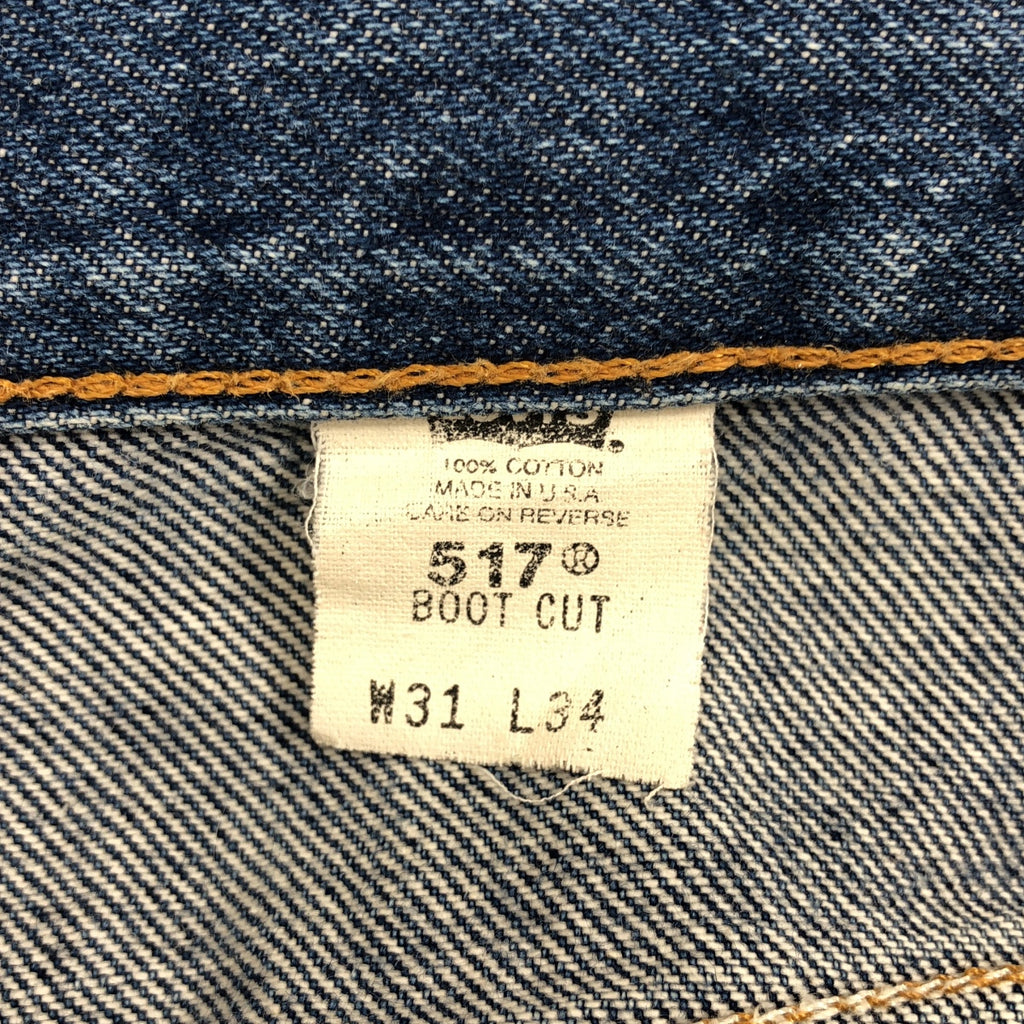 100% COTTON
MADE IN U.S.A.
CARE ON REVERSE
517®
BOOT CUT
W31 L34